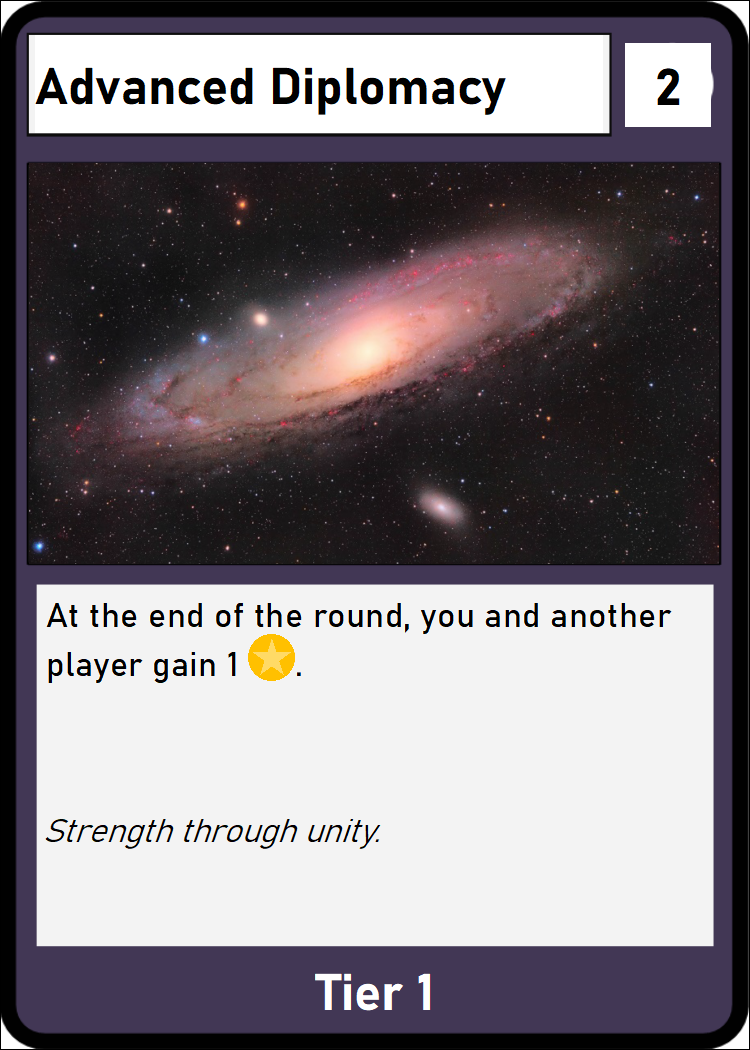 Advanced Diplomacy
2
At the end of the round, you and another
player gain 1 .
Strength through unity.
Tier 1